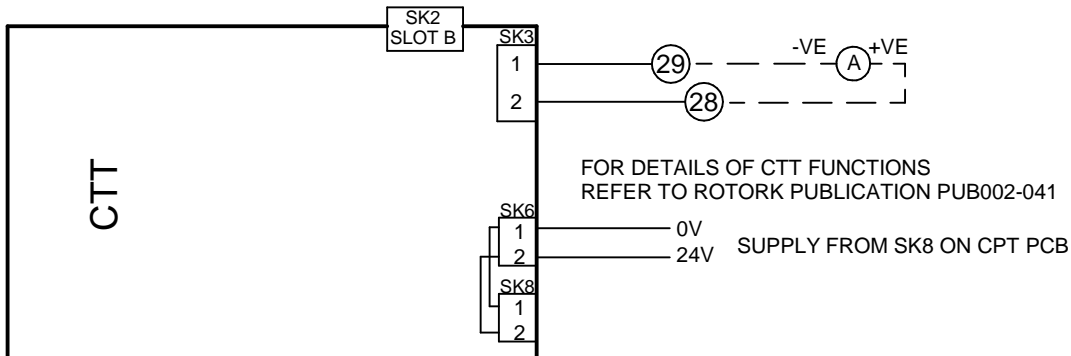 SK2
SLOT B
SK3
1
2
29
-VE
A
+VE
28
CTT
FOR DETAILS OF CTT FUNCTIONS
REFER TO ROTORK PUBLICATION PUB002-041
SK6
1
2
0V
24V
SUPPLY FROM SK8 ON CPT PCB
SK8
1
2